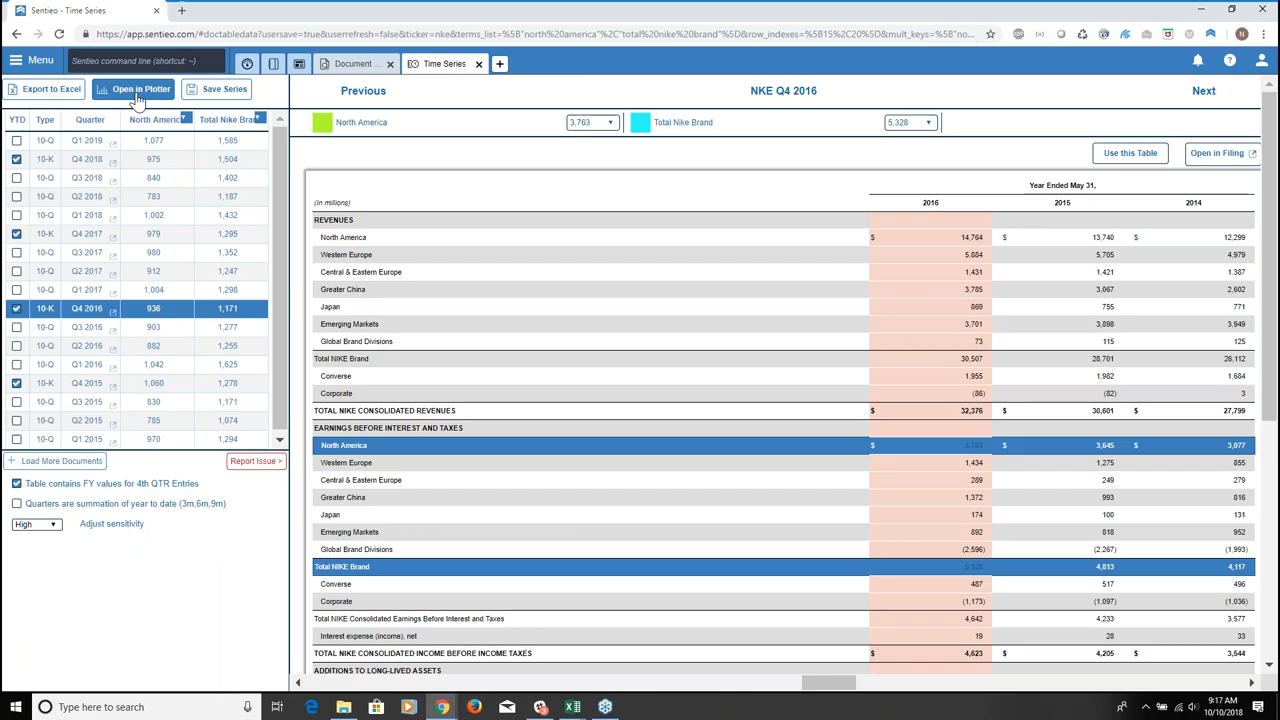 Sentieo - Time Series
https://app.sentieo.com/#doctabledata?usersave=true&userrefresh=false&ticker=nke&terms_list=%5B"north%20america"%2C"total%20nike%20brand"%5D&row_indexes=%5B15%2C%20%5D&mult_keys=%5B"no...
Menu
Sentieo command line (shortcut: ~)
Document ...
Time Series
Export to Excel
Open in Plotter
Save Series
Previous
NKE Q4 2016
Next
North America 3,763
Total Nike Brand 5,328
Use this Table
Open in Filing
YTD Type Quarter North Americ Total Nike Bra
10-Q Q1 2019 1,077 1,585
10-K Q4 2018 975 1,504
10-Q Q3 2018 840 1,402
10-Q Q2 2018 783 1,187
10-Q Q1 2018 1,002 1,432
10-K Q4 2017 979 1,295
10-Q Q3 2017 980 1,352
10-Q Q2 2017 912 1,247
10-Q Q1 2017 1,004 1,298
10-K Q4 2016 936 1,171
10-Q Q3 2016 903 1,277
10-Q Q2 2016 882 1,255
10-Q Q1 2016 1,042 1,625
10-K Q4 2015 1,060 1,278
10-Q Q3 2015 830 1,171
10-Q Q2 2015 785 1,074
10-Q Q1 2015 970 1,294
Load More Documents
Report Issue >
Table contains FY values for 4th QTR Entries
Quarters are summation of year to date (3m,6m,9m)
High
Adjust sensitivity
Year Ended May 31,
(In millions) 2016 2015 2014
REVENUES
North America $ 14,764 $ 13,740 $ 12,299
Western Europe 5,884 5,705 4,979
Central & Eastern Europe 1,431 1,421 1,387
Greater China 3,785 3,067 2,602
Japan 869 755 771
Emerging Markets 3,701 3,898 3,949
Global Brand Divisions 73 115 125
Total NIKE Brand 30,507 28,701 26,112
Converse 1,955 1,982 1,684
Corporate (86) (82) 3
TOTAL NIKE CONSOLIDATED REVENUES $ 32,376 $ 30,601 $ 27,799
EARNINGS BEFORE INTEREST AND TAXES
North America $ 3,763 $ 3,645 $ 3,077
Western Europe 1,434 1,275 855
Central & Eastern Europe 289 249 279
Greater China 1,372 993 816
Japan 174 100 131
Emerging Markets 892 818 952
Global Brand Divisions (2,596) (2,267) (1,993)
Total NIKE Brand 5,328 4,813 4,117
Converse 487 517 496
Corporate (1,173) (1,097) (1,036)
Total NIKE Consolidated Earnings Before Interest and Taxes 4,642 4,233 3,577
Interest expense (income), net 19 28 33
TOTAL NIKE CONSOLIDATED INCOME BEFORE INCOME TAXES $ 4,623 $ 4,205 $ 3,544
ADDITIONS TO LONG-LIVED ASSETS
Type here to search
9:17 AM
10/10/2018